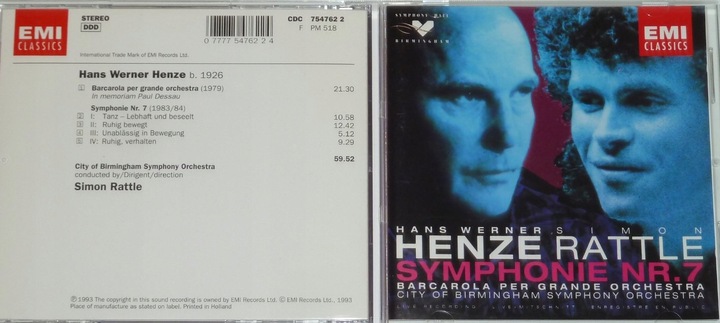 EMI
CLASSICS
STEREO
DDD
CDC 754762 2
0 7777 54762 2 4
F PM 518
International Trade Mark of EMI Records Ltd.
Hans Werner Henze b. 1926
1 Barcarola per grande orchestra (1979) 21.30
In memoriam Paul Dessau
Symphonie Nr. 7 (1983/84)
2 I: Tanz – Lebhaft und beseelt 10.58
3 II: Ruhig bewegt 12.42
4 III: Unablässig in Bewegung 5.12
5 IV: Ruhig, verhalten 9.29
59.52
City of Birmingham Symphony Orchestra
conducted by/Dirigent/direction
Simon Rattle
℗1993 The copyright in this sound recording is owned by EMI Records Ltd. © EMI Records Ltd., 1993
Place of manufacture as stated on label. Printed in Holland
SYMPHONY HALL
BIRMINGHAM
EMI
CLASSICS
HANS WERNER SIMON
HENZE RATTLE
SYMPHONIE NR.7
BARCAROLA PER GRANDE ORCHESTRA
CITY OF BIRMINGHAM SYMPHONY ORCHESTRA
LIVE RECORDING